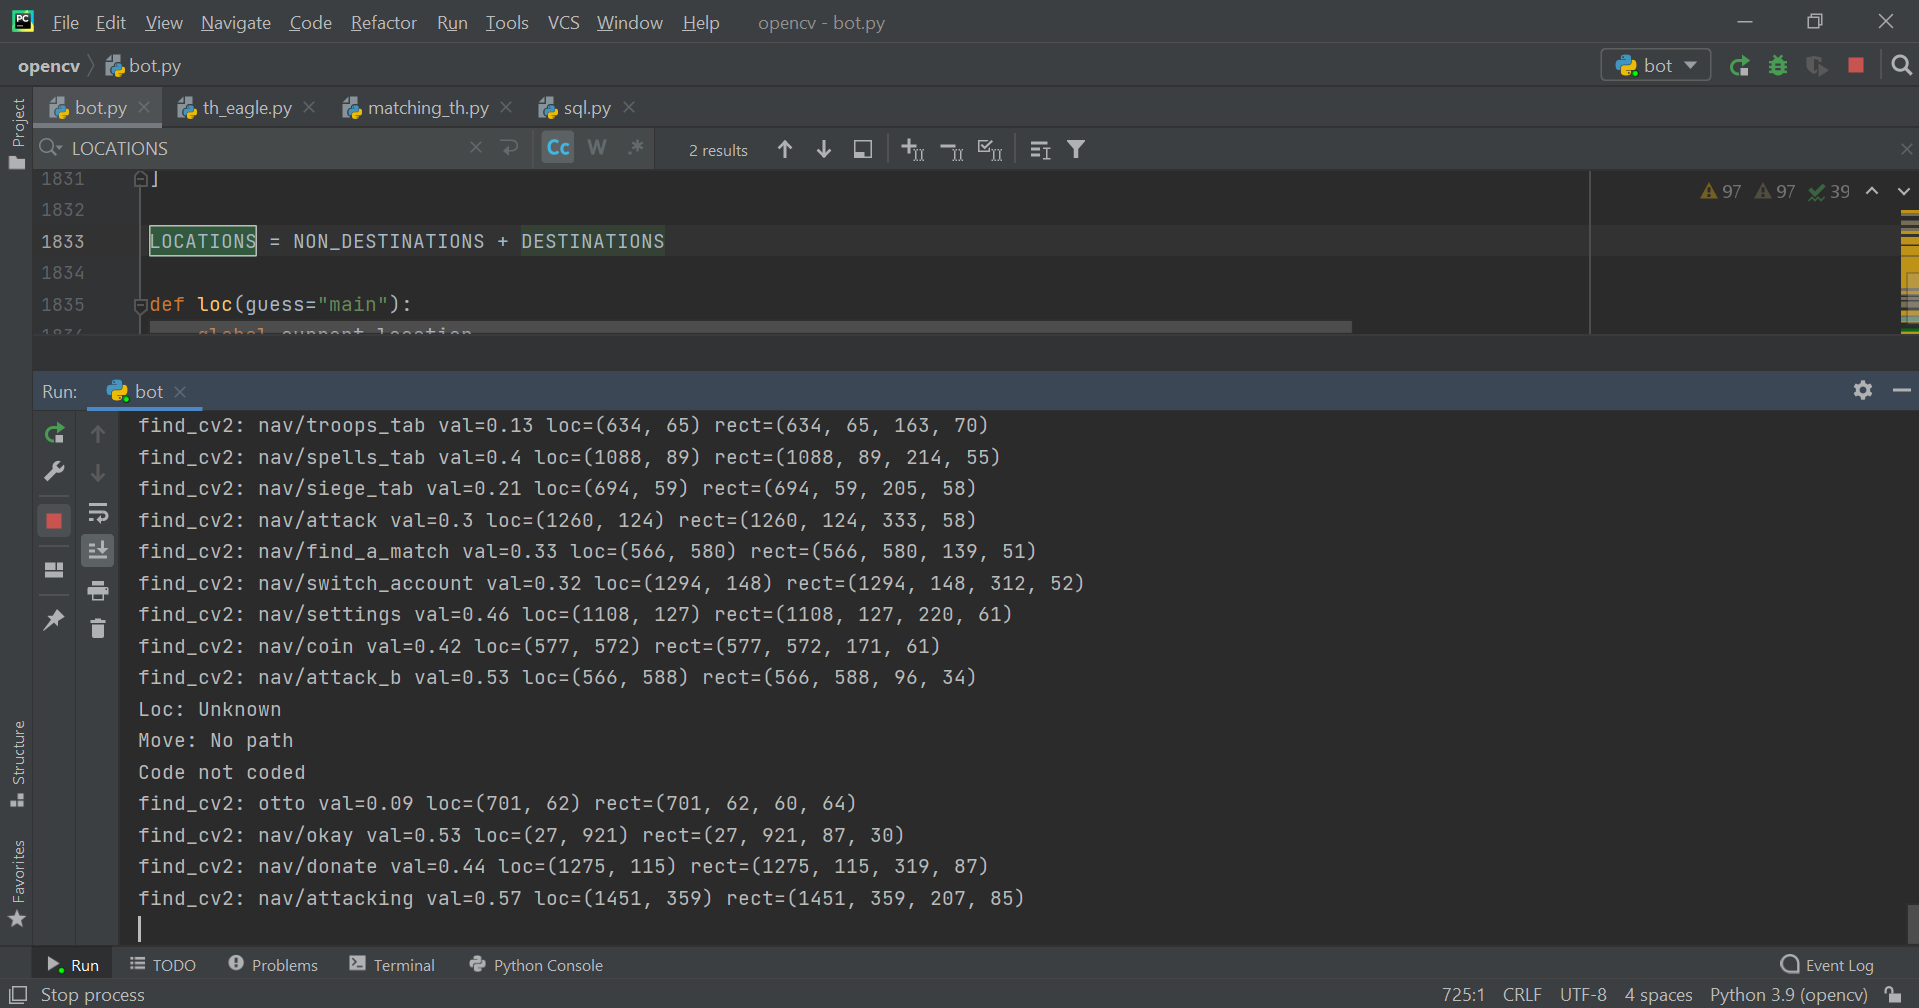 PC File Edit View Navigate Code Refactor Run Tools VCS Window Help opencv - bot.py
opencv bot.py bot
bot.py th_eagle.py matching_th.py sql.py
LOCATIONS Cc W .* 2 results
Project
1831 ]
97 97 39
1832
1833 LOCATIONS = NON_DESTINATIONS + DESTINATIONS
1834
1835 def loc(guess="main"):
1836 global current_location
Run: bot
find_cv2: nav/troops_tab val=0.13 loc=(634, 65) rect=(634, 65, 163, 70)
find_cv2: nav/spells_tab val=0.4 loc=(1088, 89) rect=(1088, 89, 214, 55)
find_cv2: nav/siege_tab val=0.21 loc=(694, 59) rect=(694, 59, 205, 58)
find_cv2: nav/attack val=0.3 loc=(1260, 124) rect=(1260, 124, 333, 58)
find_cv2: nav/find_a_match val=0.33 loc=(566, 580) rect=(566, 580, 139, 51)
find_cv2: nav/switch_account val=0.32 loc=(1294, 148) rect=(1294, 148, 312, 52)
find_cv2: nav/settings val=0.46 loc=(1108, 127) rect=(1108, 127, 220, 61)
find_cv2: nav/coin val=0.42 loc=(577, 572) rect=(577, 572, 171, 61)
find_cv2: nav/attack_b val=0.53 loc=(566, 588) rect=(566, 588, 96, 34)
Loc: Unknown
Move: No path
Code not coded
find_cv2: otto val=0.09 loc=(701, 62) rect=(701, 62, 60, 64)
find_cv2: nav/okay val=0.53 loc=(27, 921) rect=(27, 921, 87, 30)
find_cv2: nav/donate val=0.44 loc=(1275, 115) rect=(1275, 115, 319, 87)
find_cv2: nav/attacking val=0.57 loc=(1451, 359) rect=(1451, 359, 207, 85)
Structure
Favorites
Run TODO Problems Terminal Python Console Event Log
Stop process 725:1 CRLF UTF-8 4 spaces Python 3.9 (opencv)